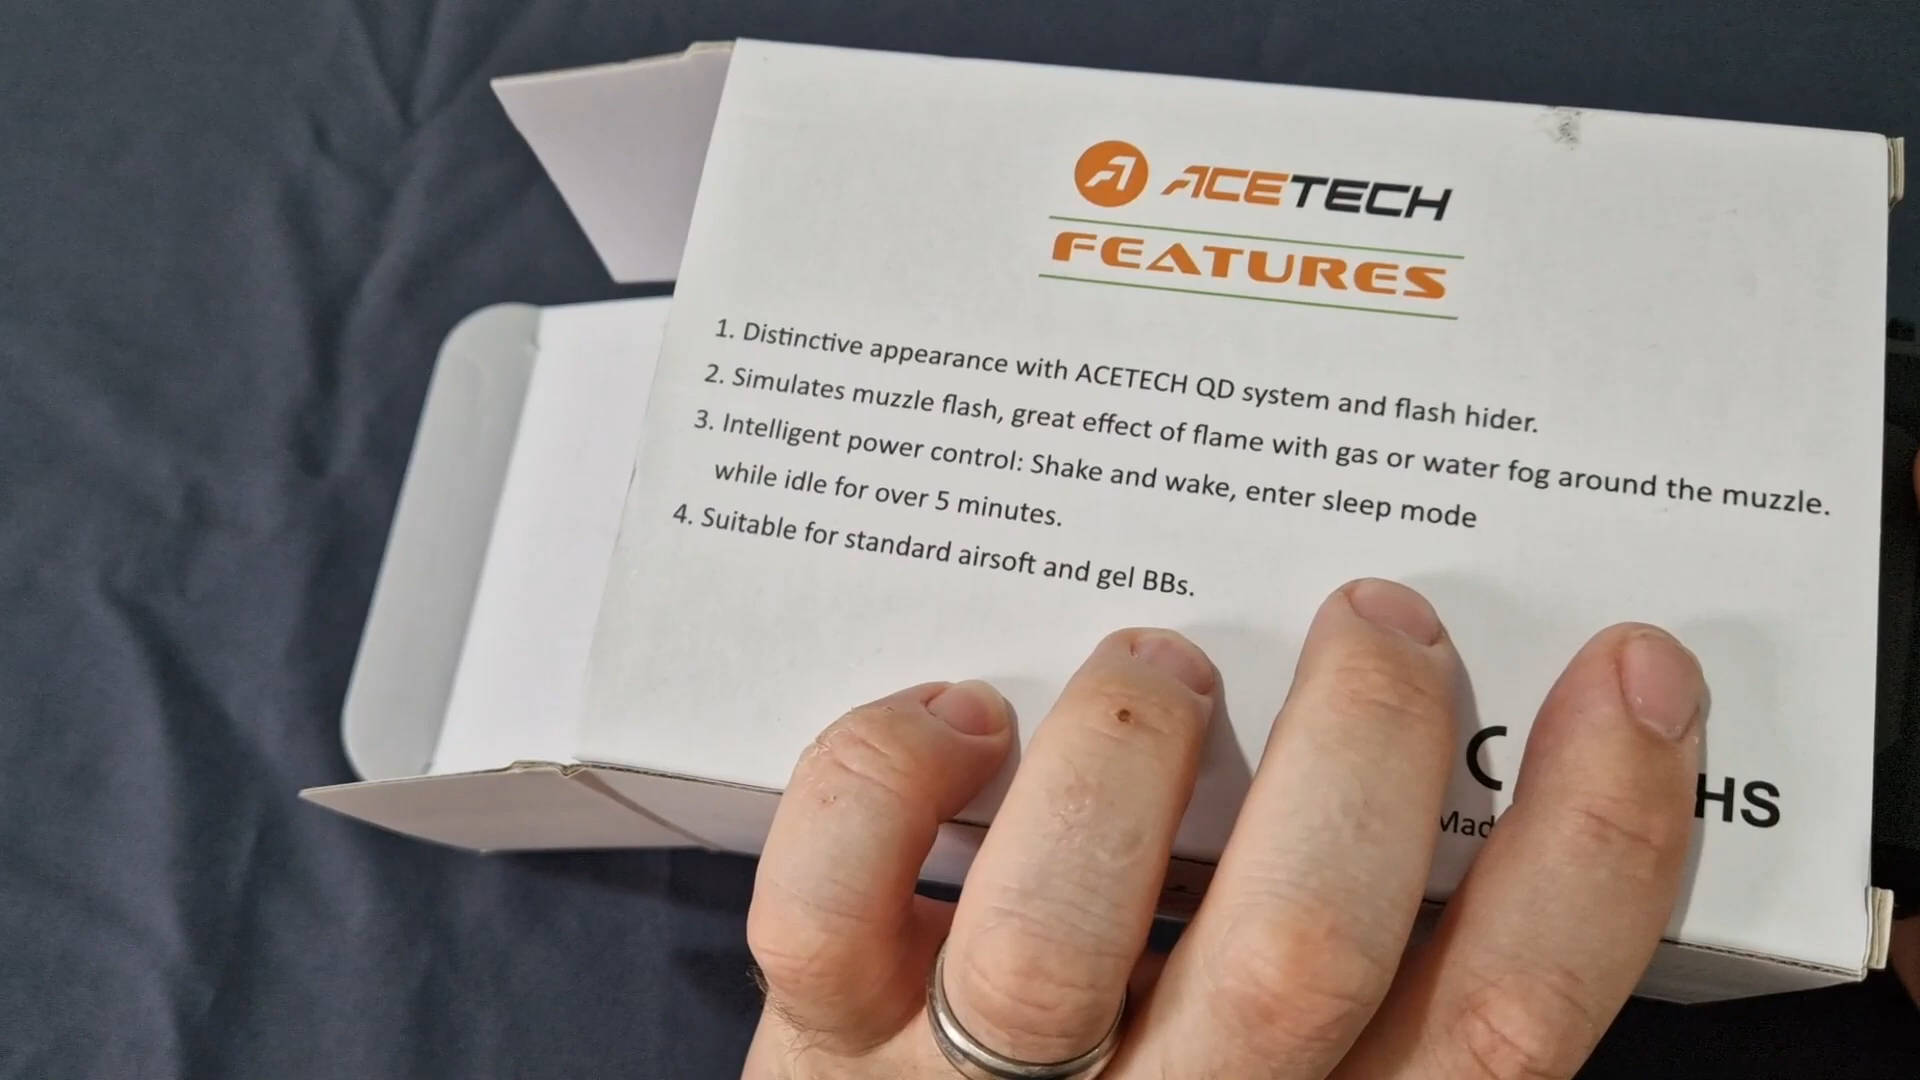 ACETECH
FEATURES
1. Distinctive appearance with ACETECH QD system and flash hider.
2. Simulates muzzle flash, great effect of flame with gas or water fog around the muzzle.
3. Intelligent power control: Shake and wake, enter sleep mode
while idle for over 5 minutes.
4. Suitable for standard airsoft and gel BBs.